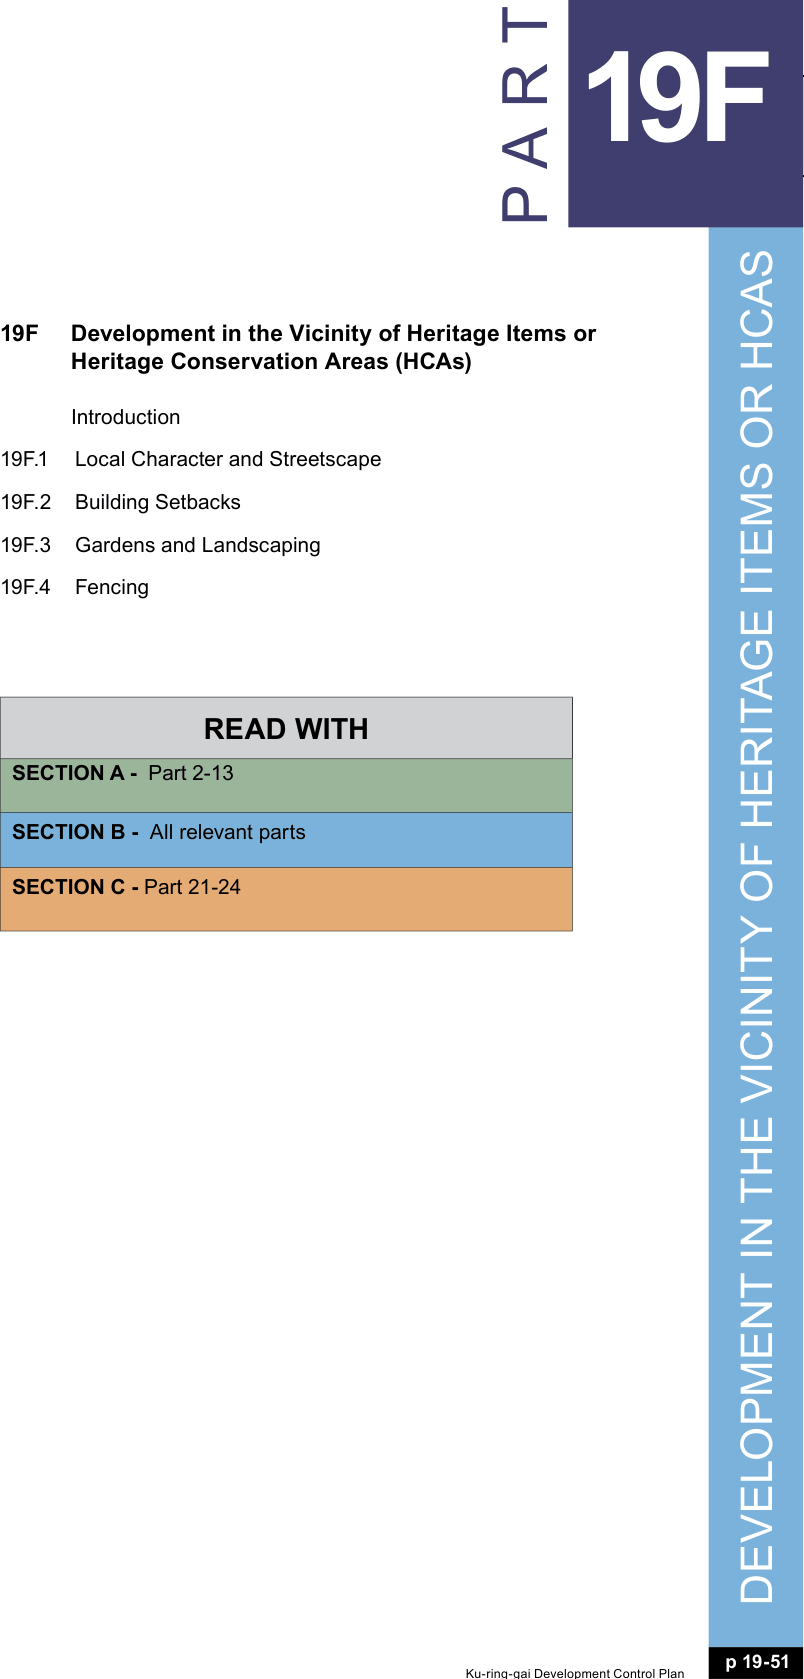 PART
19F
DEVELOPMENT IN THE VICINITY OF HERITAGE ITEMS OR HCAS
19F Development in the Vicinity of Heritage Items or
Heritage Conservation Areas (HCAs)
Introduction
19F.1 Local Character and Streetscape
19F.2 Building Setbacks
19F.3 Gardens and Landscaping
19F.4 Fencing
READ WITH
SECTION A - Part 2-13
SECTION B - All relevant parts
SECTION C - Part 21-24
Ku-ring-gai Development Control Plan
p 19-51